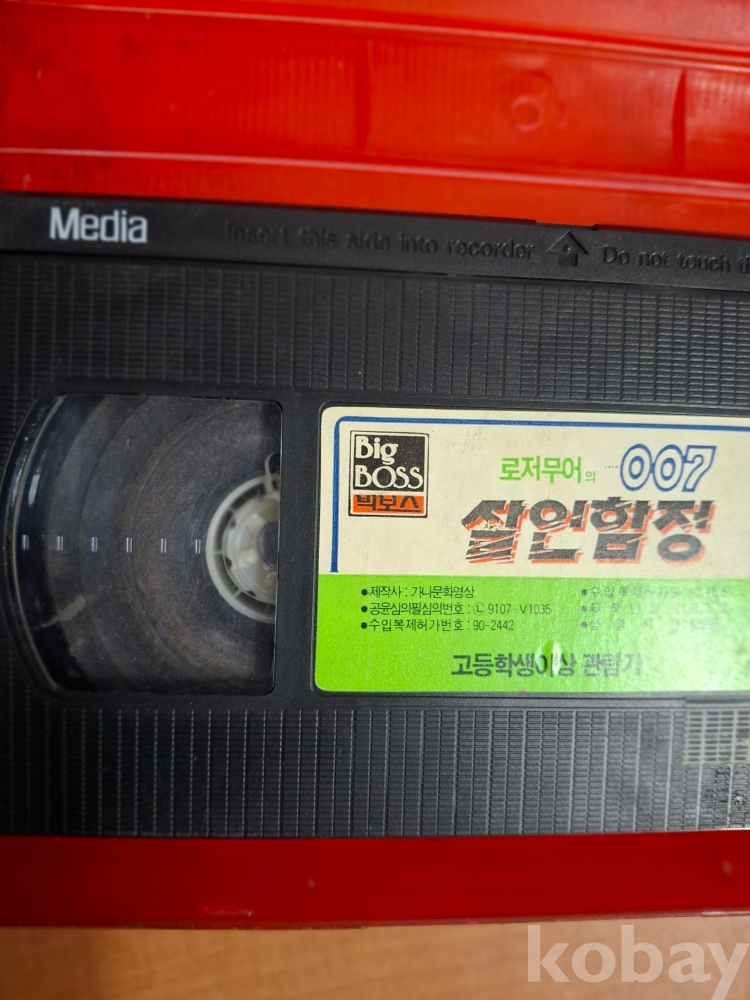 Media
Insert this side into recorder
Do not touch
Big
BOSS
빅보스
로저무어의
007
살인함정
●제작사 : 가나문화영상
●공윤심의필심의번호 : Ⓛ 9107-V1035
●수입복제허가번호 : 90-2442
고등학생이상 관람가
kobay